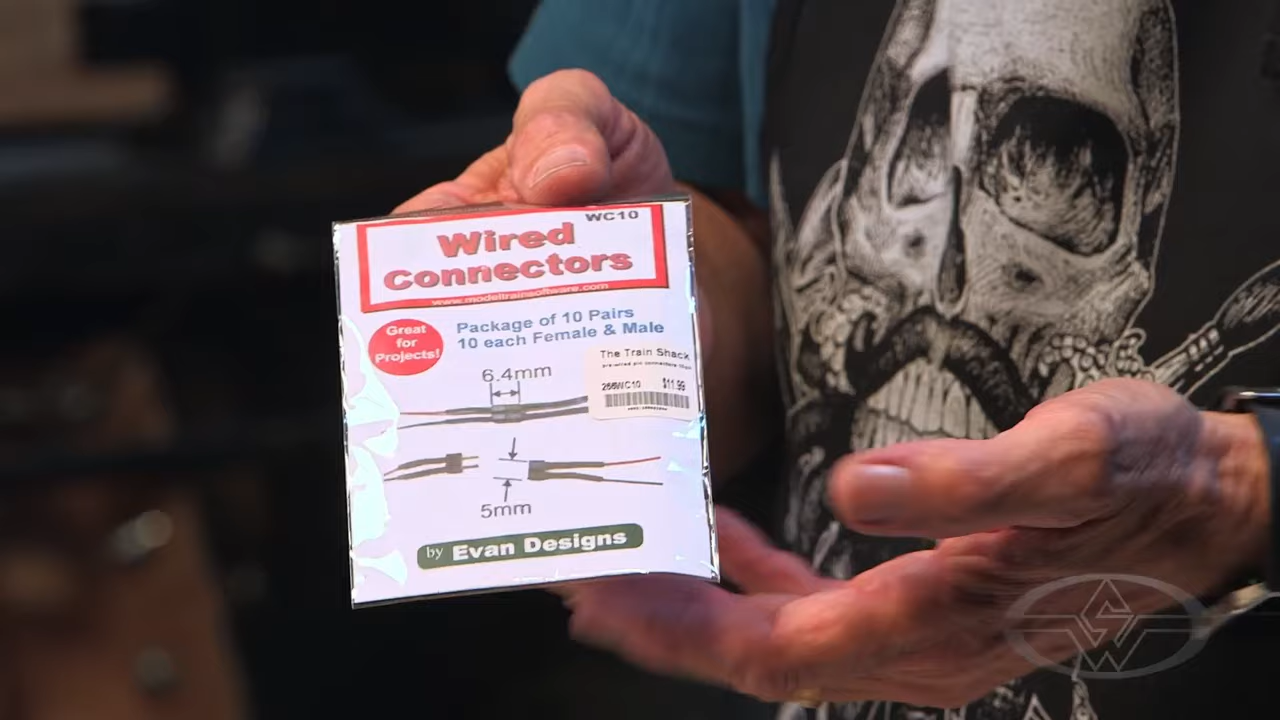 WC10
Wired
Connectors
www.modeltrainsoftware.com
Great
for
Projects!
Package of 10 Pairs
10 each Female & Male
The Train Shack
266WC10 $11.99
6.4mm
5mm
by Evan Designs